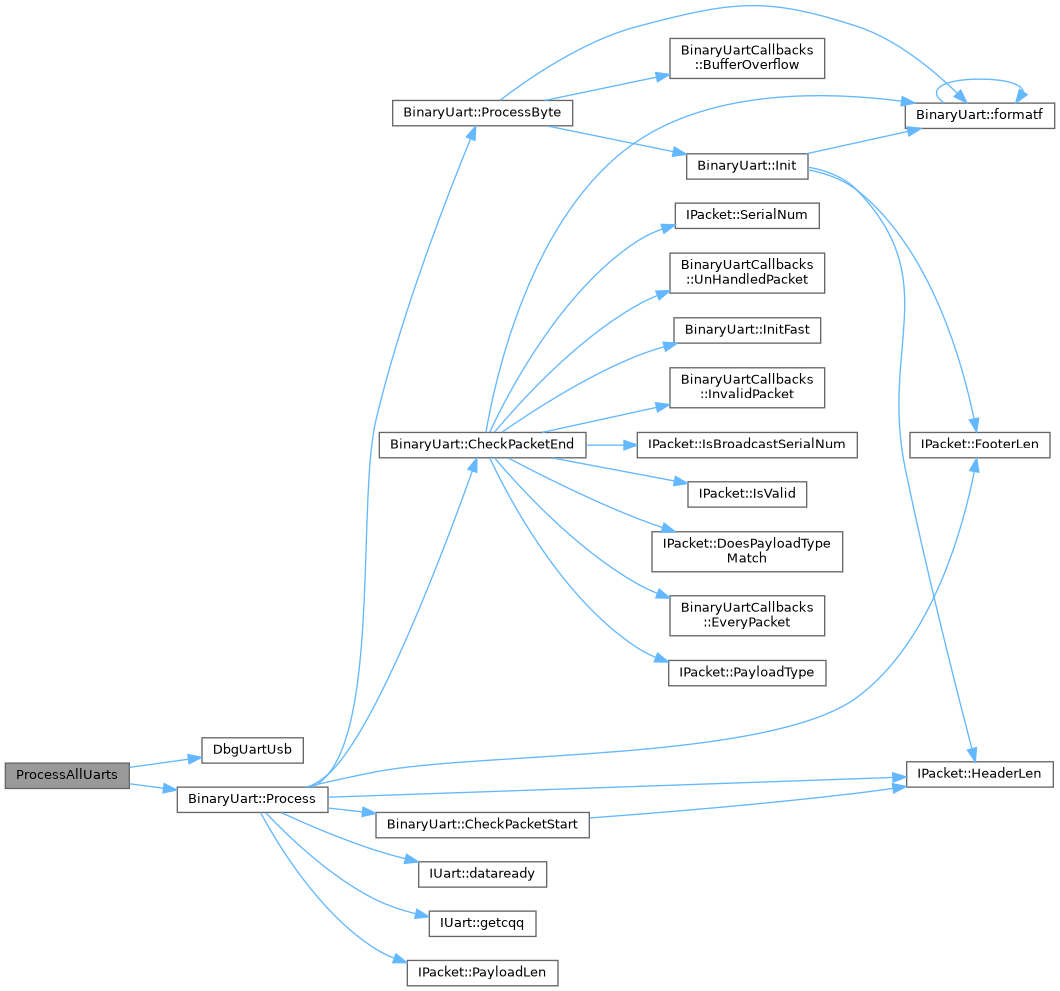 BinaryUartCallbacks
::BufferOverflow
BinaryUart::ProcessByte
BinaryUart::formatf
BinaryUart::Init
IPacket::SerialNum
BinaryUartCallbacks
::UnHandledPacket
BinaryUart::InitFast
BinaryUartCallbacks
::InvalidPacket
BinaryUart::CheckPacketEnd
IPacket::IsBroadcastSerialNum
IPacket::FooterLen
IPacket::IsValid
IPacket::DoesPayloadType
Match
BinaryUartCallbacks
::EveryPacket
IPacket::PayloadType
DbgUartUsb
ProcessAllUarts
IPacket::HeaderLen
BinaryUart::Process
BinaryUart::CheckPacketStart
IUart::dataready
IUart::getcqq
IPacket::PayloadLen